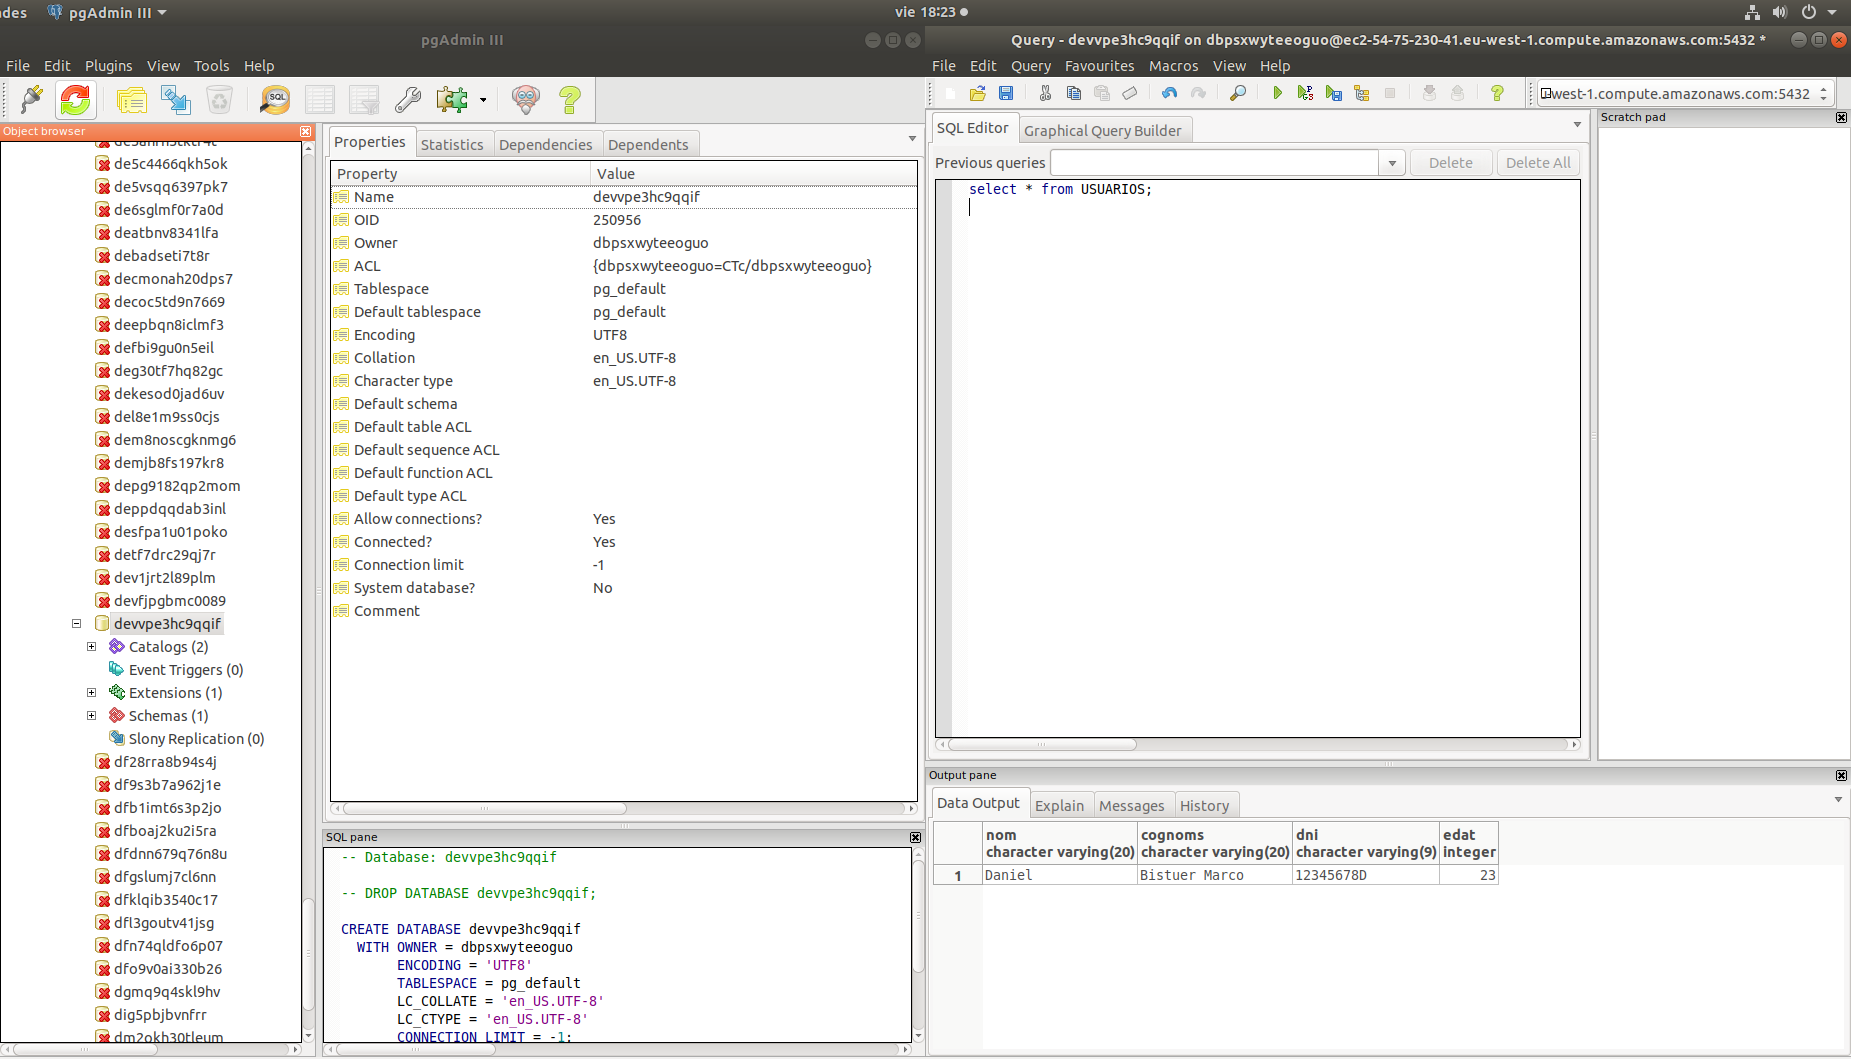 ades pgAdmin III vie 18:23
pgAdmin III
File Edit Plugins View Tools Help
SQL
Object browser
de5c4466qkh5ok
de5vsqq6397pk7
de6sglmf0r7a0d
deatbnv8341lfa
debadseti7t8r
decmonah20dps7
decoc5td9n7669
deepbqn8iclmf3
defbi9gu0n5eil
deg30tf7hq82gc
dekesod0jad6uv
del8e1m9ss0cjs
dem8noscgknmg6
demjb8fs197kr8
depg9182qp2mom
deppdqqdab3inl
desfpa1u01poko
detf7drc29qj7r
dev1jrt2l89plm
devfjpgbmc0089
devvpe3hc9qqif
Catalogs (2)
Event Triggers (0)
Extensions (1)
Schemas (1)
Slony Replication (0)
df28rra8b94s4j
df9s3b7a962j1e
dfb1imt6s3p2jo
dfboaj2ku2i5ra
dfdnn679q76n8u
dfgslumj7cl6nn
dfklqib3540c17
dfl3goutv41jsg
dfn74qldfo6p07
dfo9v0ai330b26
dgmq9q4skl9hv
dig5pbjbvnfrr
dm2okh30tleum
Properties Statistics Dependencies Dependents
Property Value
Name devvpe3hc9qqif
OID 250956
Owner dbpsxwyteeoguo
ACL {dbpsxwyteeoguo=CTc/dbpsxwyteeoguo}
Tablespace pg_default
Default tablespace pg_default
Encoding UTF8
Collation en_US.UTF-8
Character type en_US.UTF-8
Default schema
Default table ACL
Default sequence ACL
Default function ACL
Default type ACL
Allow connections? Yes
Connected? Yes
Connection limit -1
System database? No
Comment
SQL pane
-- Database: devvpe3hc9qqif
-- DROP DATABASE devvpe3hc9qqif;
CREATE DATABASE devvpe3hc9qqif
WITH OWNER = dbpsxwyteeoguo
ENCODING = 'UTF8'
TABLESPACE = pg_default
LC_COLLATE = 'en_US.UTF-8'
LC_CTYPE = 'en_US.UTF-8'
CONNECTION LIMIT = -1;
Query - devvpe3hc9qqif on dbpsxwyteeoguo@ec2-54-75-230-41.eu-west-1.compute.amazonaws.com:5432 *
File Edit Query Favourites Macros View Help
west-1.compute.amazonaws.com:5432
SQL Editor Graphical Query Builder
Previous queries Delete Delete All
select * from USUARIOS;
Scratch pad
Output pane
Data Output Explain Messages History
nom cognoms dni edat
character varying(20) character varying(20) character varying(9) integer
1 Daniel Bistuer Marco 12345678D 23